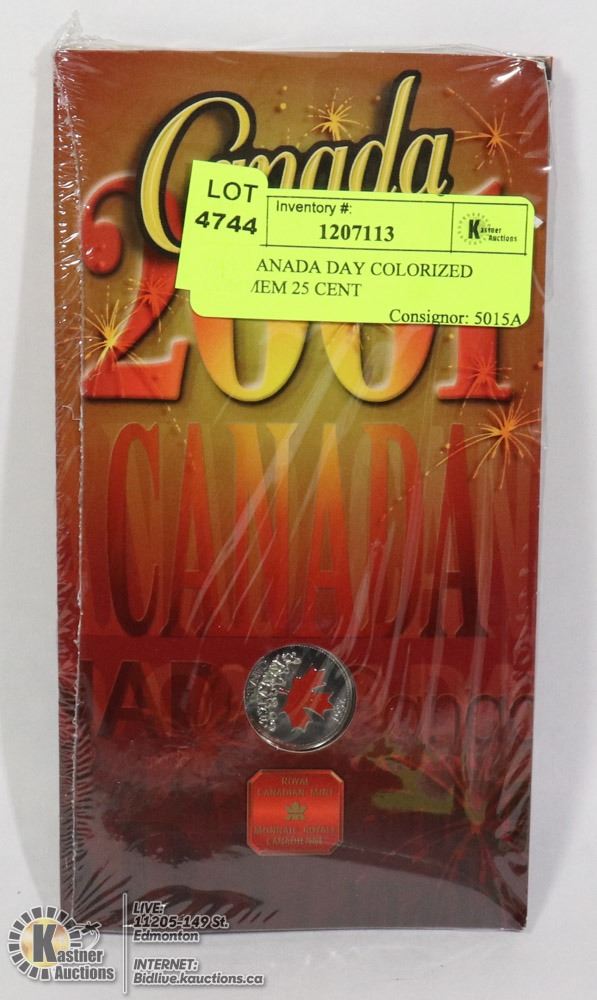 Canada
2001
LOT
4744
Inventory #:
1207113
Kastner
Auctions
ANADA DAY COLORIZED
MEM 25 CENT
Consignor: 5015A
CANADA
ROYAL
CANADIAN MINT
MONNAIE ROYALE
CANADIENNE
Kastner
Auctions
LIVE:
11205-149 St.
Edmonton
INTERNET:
Bidlive.kauctions.ca